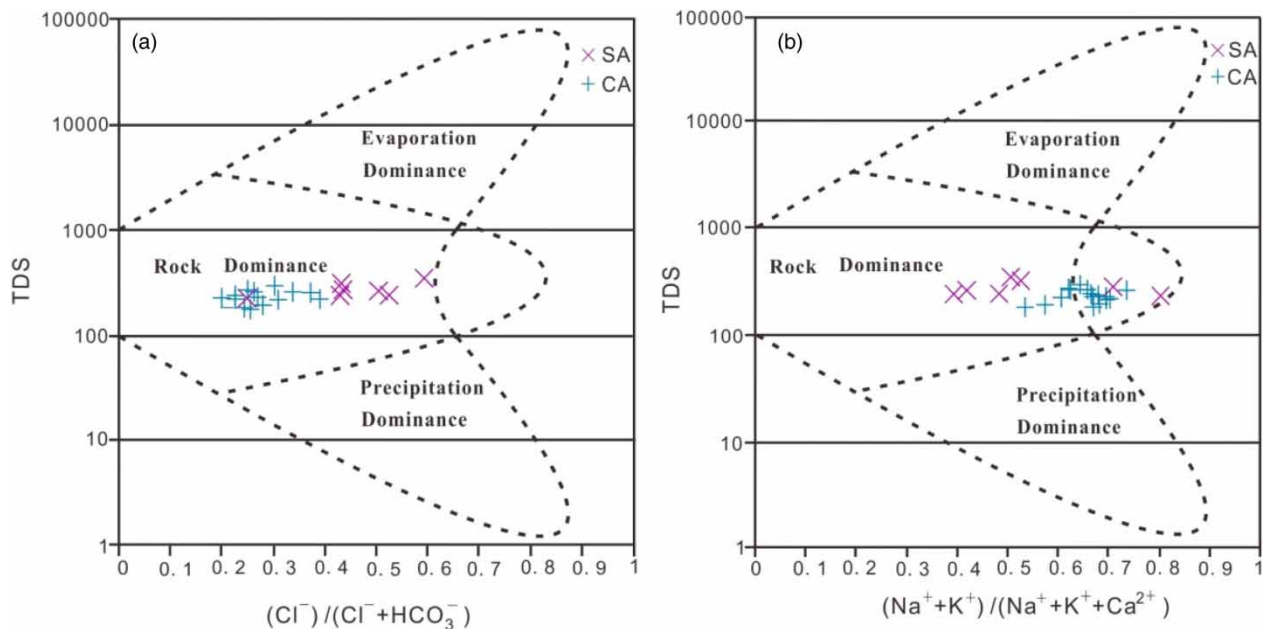 (a)
SA
CA
100000
10000
1000
100
10
1
TDS
Evaporation
Dominance
Rock Dominance
Precipitation
Dominance
0 0.1 0.2 0.3 0.4 0.5 0.6 0.7 0.8 1
(Cl⁻)/(Cl⁻+HCO₃⁻)
(b)
SA
CA
100000
10000
1000
100
10
1
TDS
Evaporation
Dominance
Rock Dominance
Precipitation
Dominance
0 0.1 0.2 0.3 0.4 0.5 0.6 0.7 0.8 0.9 1
(Na⁺+K⁺)/(Na⁺+K⁺+Ca²⁺)